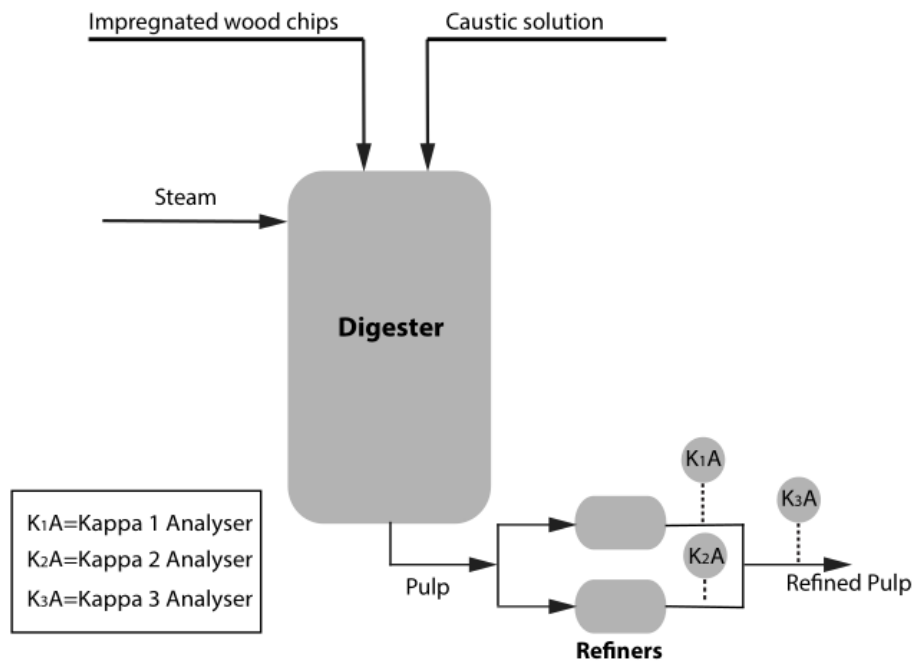 Impregnated wood chips
Caustic solution
Steam
Digester
K₁A
K₃A
K₁A=Kappa 1 Analyser
K₂A=Kappa 2 Analyser
K₃A=Kappa 3 Analyser
K₂A
Pulp
Refined Pulp
Refiners